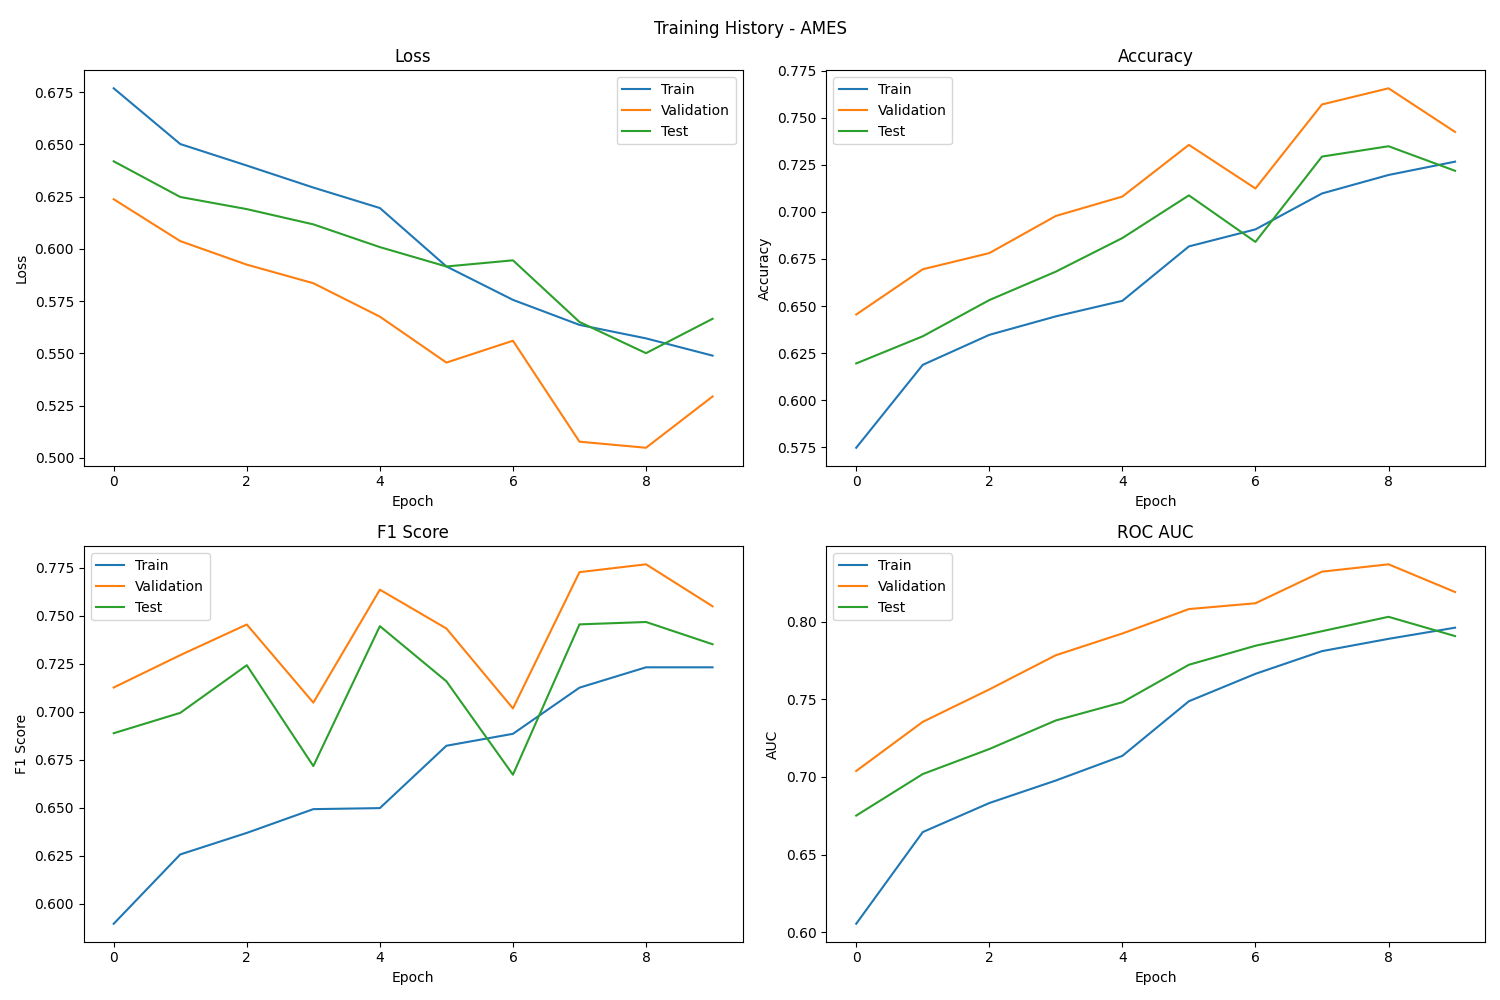 Training History - AMES
Loss
Train
Validation
Test
0.675
0.650
0.625
0.600
0.575
0.550
0.525
0.500
Loss
0
2
4
6
8
Epoch
Accuracy
Train
Validation
Test
0.775
0.750
0.725
0.700
0.675
0.650
0.625
0.600
0.575
Accuracy
0
2
4
6
8
Epoch
F1 Score
Train
Validation
Test
0.775
0.750
0.725
0.700
0.675
0.650
0.625
0.600
F1 Score
0
2
4
6
8
Epoch
ROC AUC
Train
Validation
Test
0.80
0.75
0.70
0.65
0.60
AUC
0
2
4
6
8
Epoch